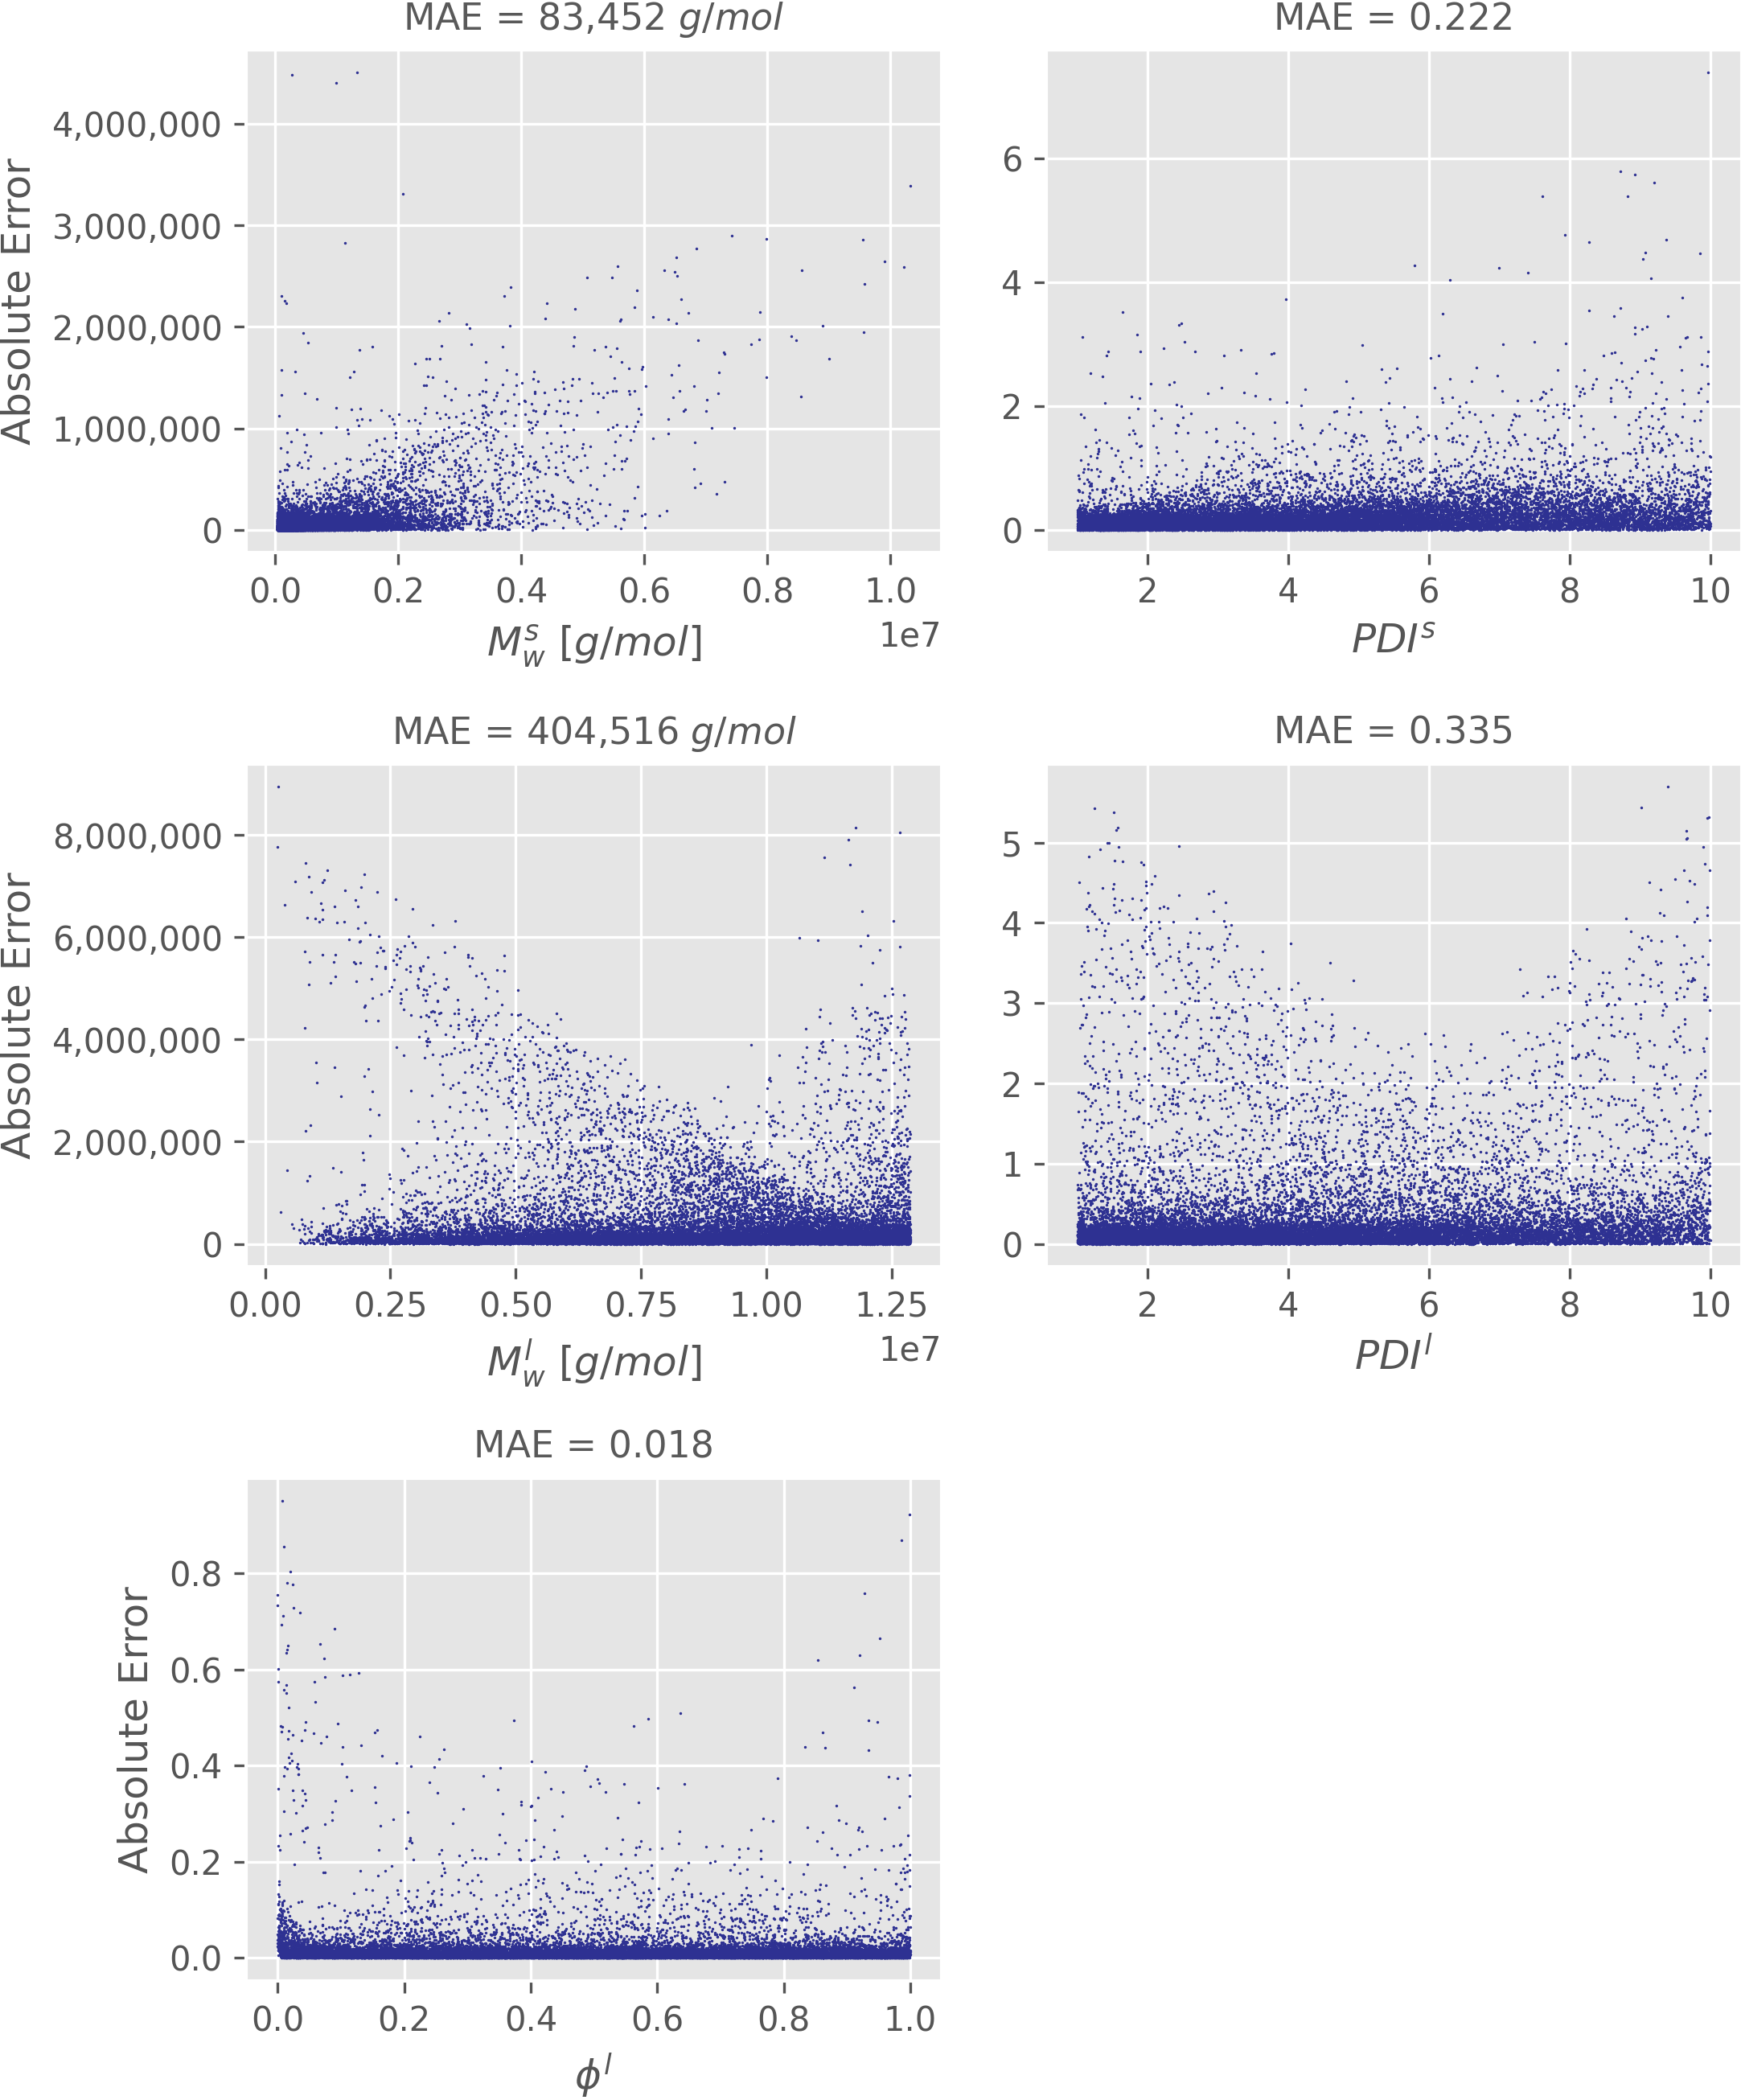 MAE = 83,452 g/mol
MAE = 0.222
Absolute Error
4,000,000
3,000,000
2,000,000
1,000,000
0
0.0 0.2 0.4 0.6 0.8 1.0
1e7
M_w^s [g/mol]
6
4
2
0
2 4 6 8 10
PDI^s
MAE = 404,516 g/mol
MAE = 0.335
Absolute Error
8,000,000
6,000,000
4,000,000
2,000,000
0
0.00 0.25 0.50 0.75 1.00 1.25
1e7
M_w^l [g/mol]
5
4
3
2
1
0
2 4 6 8 10
PDI^l
MAE = 0.018
Absolute Error
0.8
0.6
0.4
0.2
0.0
0.0 0.2 0.4 0.6 0.8 1.0
ϕ^l